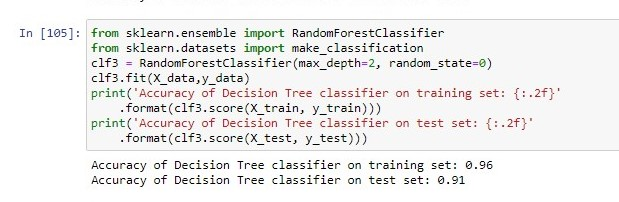 In [105]: from sklearn.ensemble import RandomForestClassifier
from sklearn.datasets import make_classification
clf3 = RandomForestClassifier(max_depth=2, random_state=0)
clf3.fit(X_data,y_data)
print('Accuracy of Decision Tree classifier on training set: {:.2f}'
    .format(clf3.score(X_train, y_train)))
print('Accuracy of Decision Tree classifier on test set: {:.2f}'
    .format(clf3.score(X_test, y_test)))
Accuracy of Decision Tree classifier on training set: 0.96
Accuracy of Decision Tree classifier on test set: 0.91